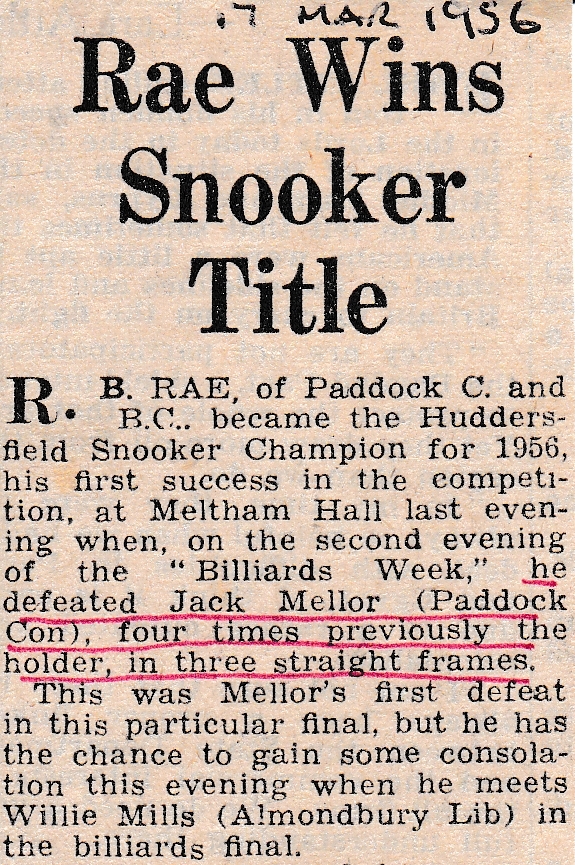 17 MAR 1956
Rae Wins
Snooker
Title
R. B. RAE, of Paddock C. and
B.C.. became the Hudders-
field Snooker Champion for 1956,
his first success in the competi-
tion, at Meltham Hall last even-
ing when, on the second evening
of the "Billiards Week," he
defeated Jack Mellor (Paddock
Con), four times previously the
holder, in three straight frames.
This was Mellor's first defeat
in this particular final, but he has
the chance to gain some consola-
tion this evening when he meets
Willie Mills (Almondbury Lib) in
the billiards final.